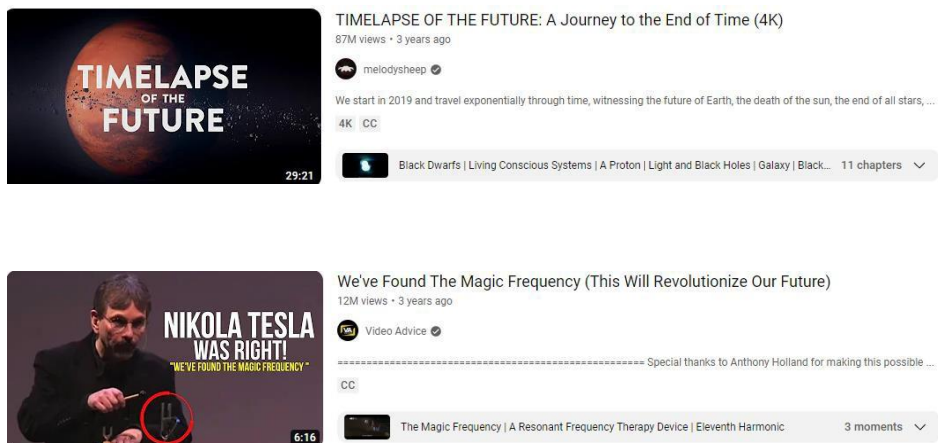 TIMELAPSE
OF THE
FUTURE
29:21
TIMELAPSE OF THE FUTURE: A Journey to the End of Time (4K)
87M views • 3 years ago
melodysheep
We start in 2019 and travel exponentially through time, witnessing the future of Earth, the death of the sun, the end of all stars, ...
4K CC
Black Dwarfs | Living Conscious Systems | A Proton | Light and Black Holes | Galaxy | Black... 11 chapters
NIKOLA TESLA
WAS RIGHT!
"WE'VE FOUND THE MAGIC FREQUENCY "
6:16
We've Found The Magic Frequency (This Will Revolutionize Our Future)
12M views • 3 years ago
VA
Video Advice
==================================================== Special thanks to Anthony Holland for making this possible ...
CC
The Magic Frequency | A Resonant Frequency Therapy Device | Eleventh Harmonic 3 moments